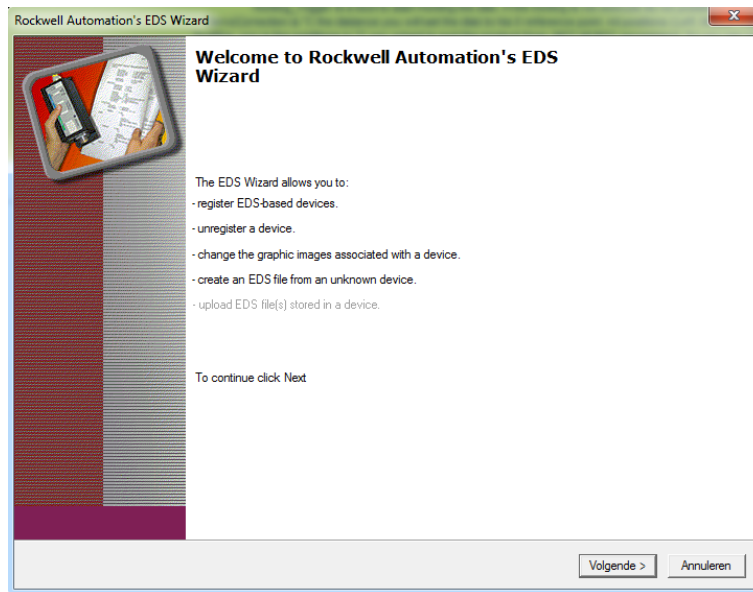 Rockwell Automation's EDS Wizard
Welcome to Rockwell Automation's EDS
Wizard
The EDS Wizard allows you to:
- register EDS-based devices.
- unregister a device.
- change the graphic images associated with a device.
- create an EDS file from an unknown device.
- upload EDS file(s) stored in a device.
To continue click Next
Volgende >
Annuleren